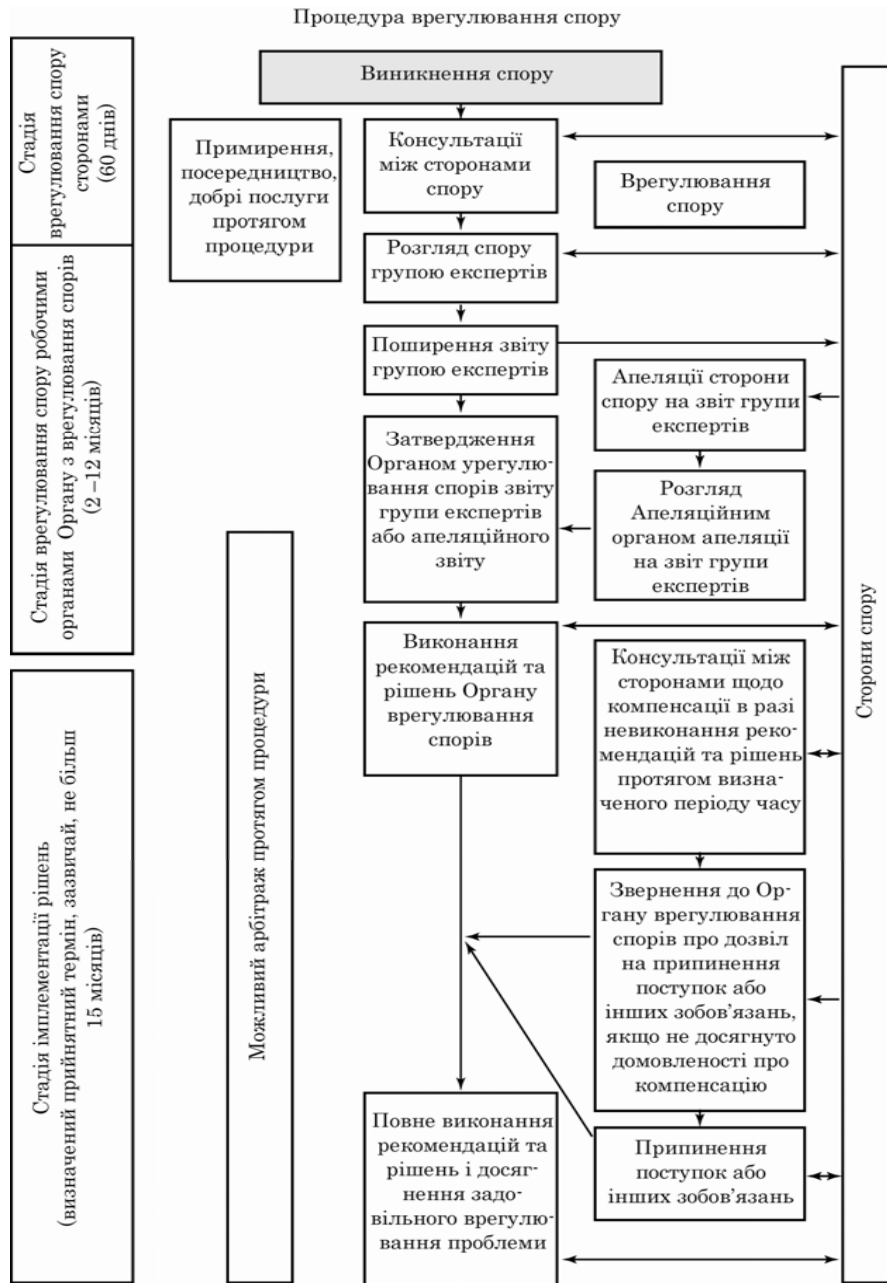 Процедура врегулювання спору
Виникнення спору
Стадія
врегулювання спору
сторонами
(60 днів)
Примирення,
посередництво,
добрі послуги
протягом
процедури
Консультації
між сторонами
спору
Врегулювання
спору
Розгляд спору
групою експертів
Стадія врегулювання спору робочими
органами Органу з врегулювання спорів
(2 –12 місяців)
Поширення звіту
групою експертів
Апеляції сторони
спору на звіт групи
експертів
Затвердження
Органом урегулю-
вання спорів звіту
групи експертів
або апеляційного
звіту
Розгляд
Апеляційним
органом апеляції
на звіт групи
експертів
Виконання
рекомендацій та
рішень Органу
врегулювання
спорів
Консультації між
сторонами щодо
компенсації в разі
невиконання реко-
мендацій та рішень
протягом визна-
ченого періоду часу
Стадія імплементації рішень
(визначений прийнятний термін, зазвичай, не більш
15 місяців)
Можливий арбітраж протягом процедури
Звернення до Ор-
гану врегулювання
спорів про дозвіл
на припинення
поступок або
інших зобов’язань,
якщо не досягнуто
домовленості про
компенсацію
Повне виконання
рекомендацій та
рішень і досяг-
нення задо-
вільного врегулю-
вання проблеми
Припинення
поступок або
інших зобов’язань
Сторони спору